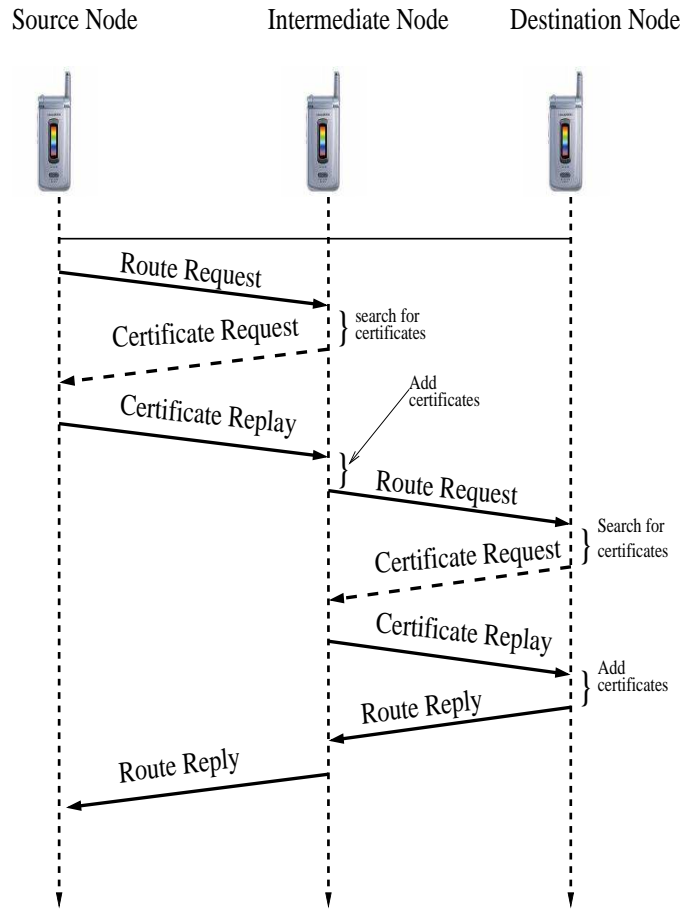 Source Node
Intermediate Node
Destination Node
Route Request
Certificate Request
search for
certificates
Certificate Replay
Add
certificates
Route Request
Certificate Request
Search for
certificates
Certificate Replay
Add
certificates
Route Reply
Route Reply